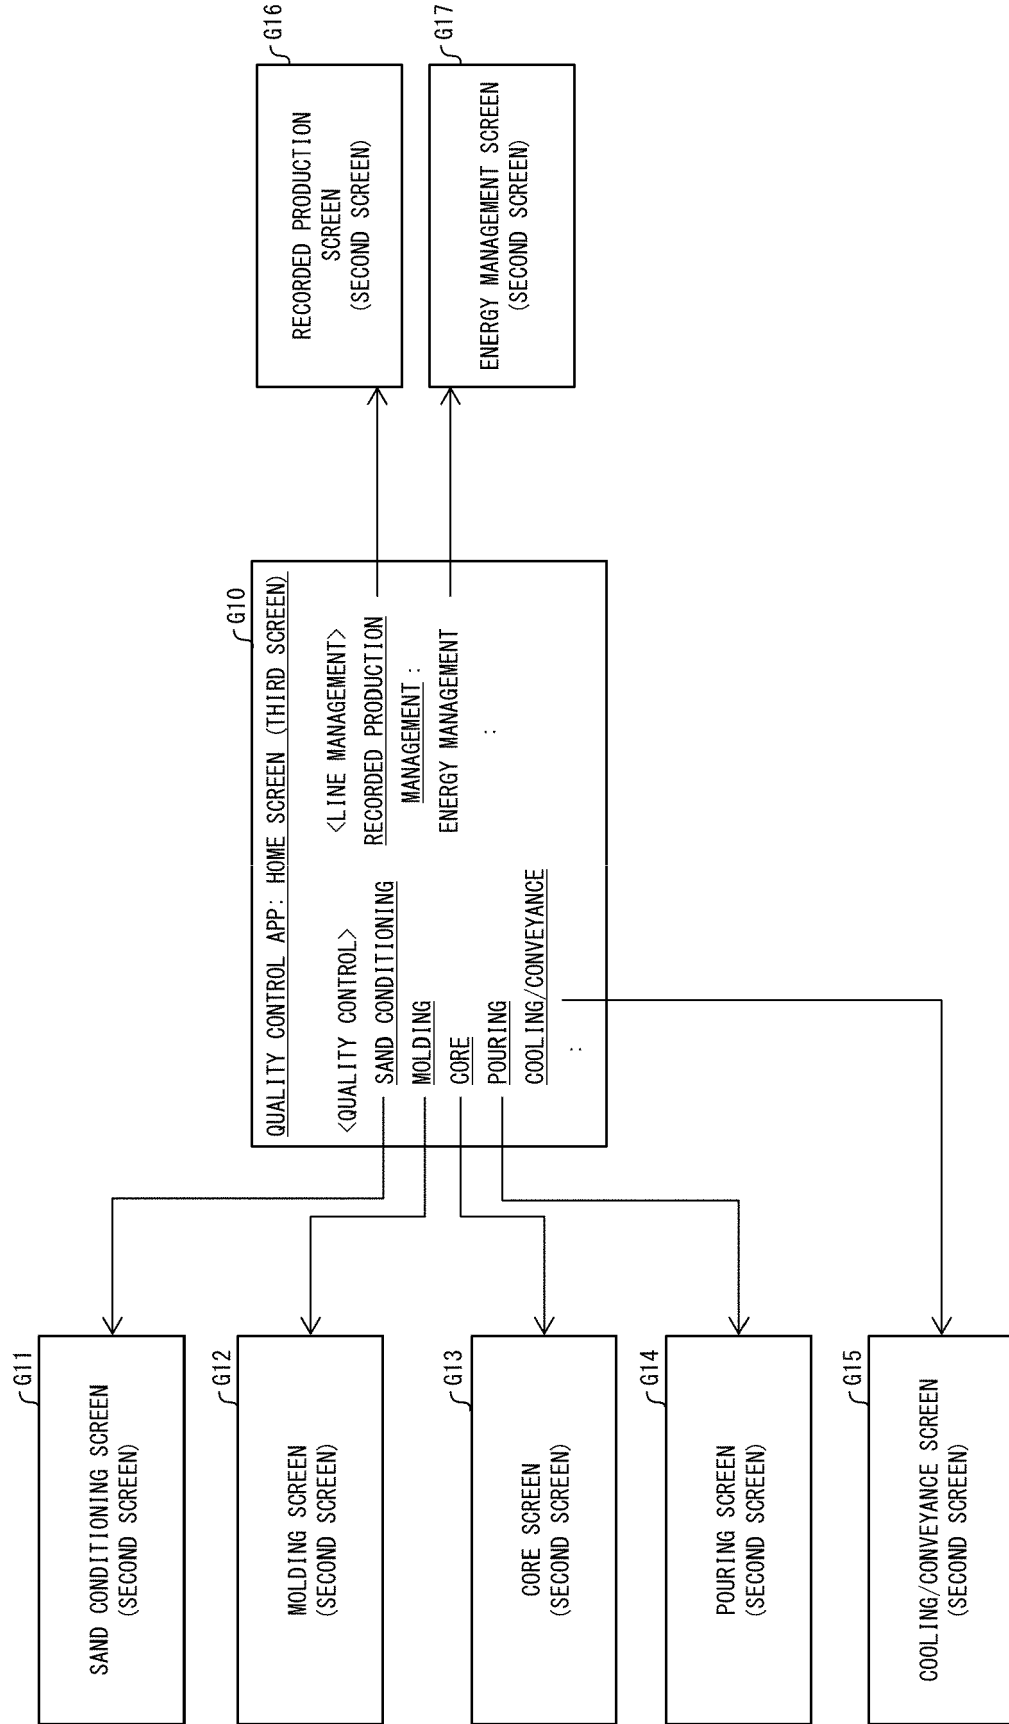 G11
SAND CONDITIONING SCREEN
(SECOND SCREEN)
G12
MOLDING SCREEN
(SECOND SCREEN)
G13
CORE SCREEN
(SECOND SCREEN)
G14
POURING SCREEN
(SECOND SCREEN)
G15
COOLING/CONVEYANCE SCREEN
(SECOND SCREEN)
G10
QUALITY CONTROL APP: HOME SCREEN (THIRD SCREEN)
<QUALITY CONTROL>
SAND CONDITIONING
MOLDING
CORE
POURING
COOLING/CONVEYANCE
:
<LINE MANAGEMENT>
RECORDED PRODUCTION
MANAGEMENT :
ENERGY MANAGEMENT
:
G16
RECORDED PRODUCTION
SCREEN
(SECOND SCREEN)
G17
ENERGY MANAGEMENT SCREEN
(SECOND SCREEN)